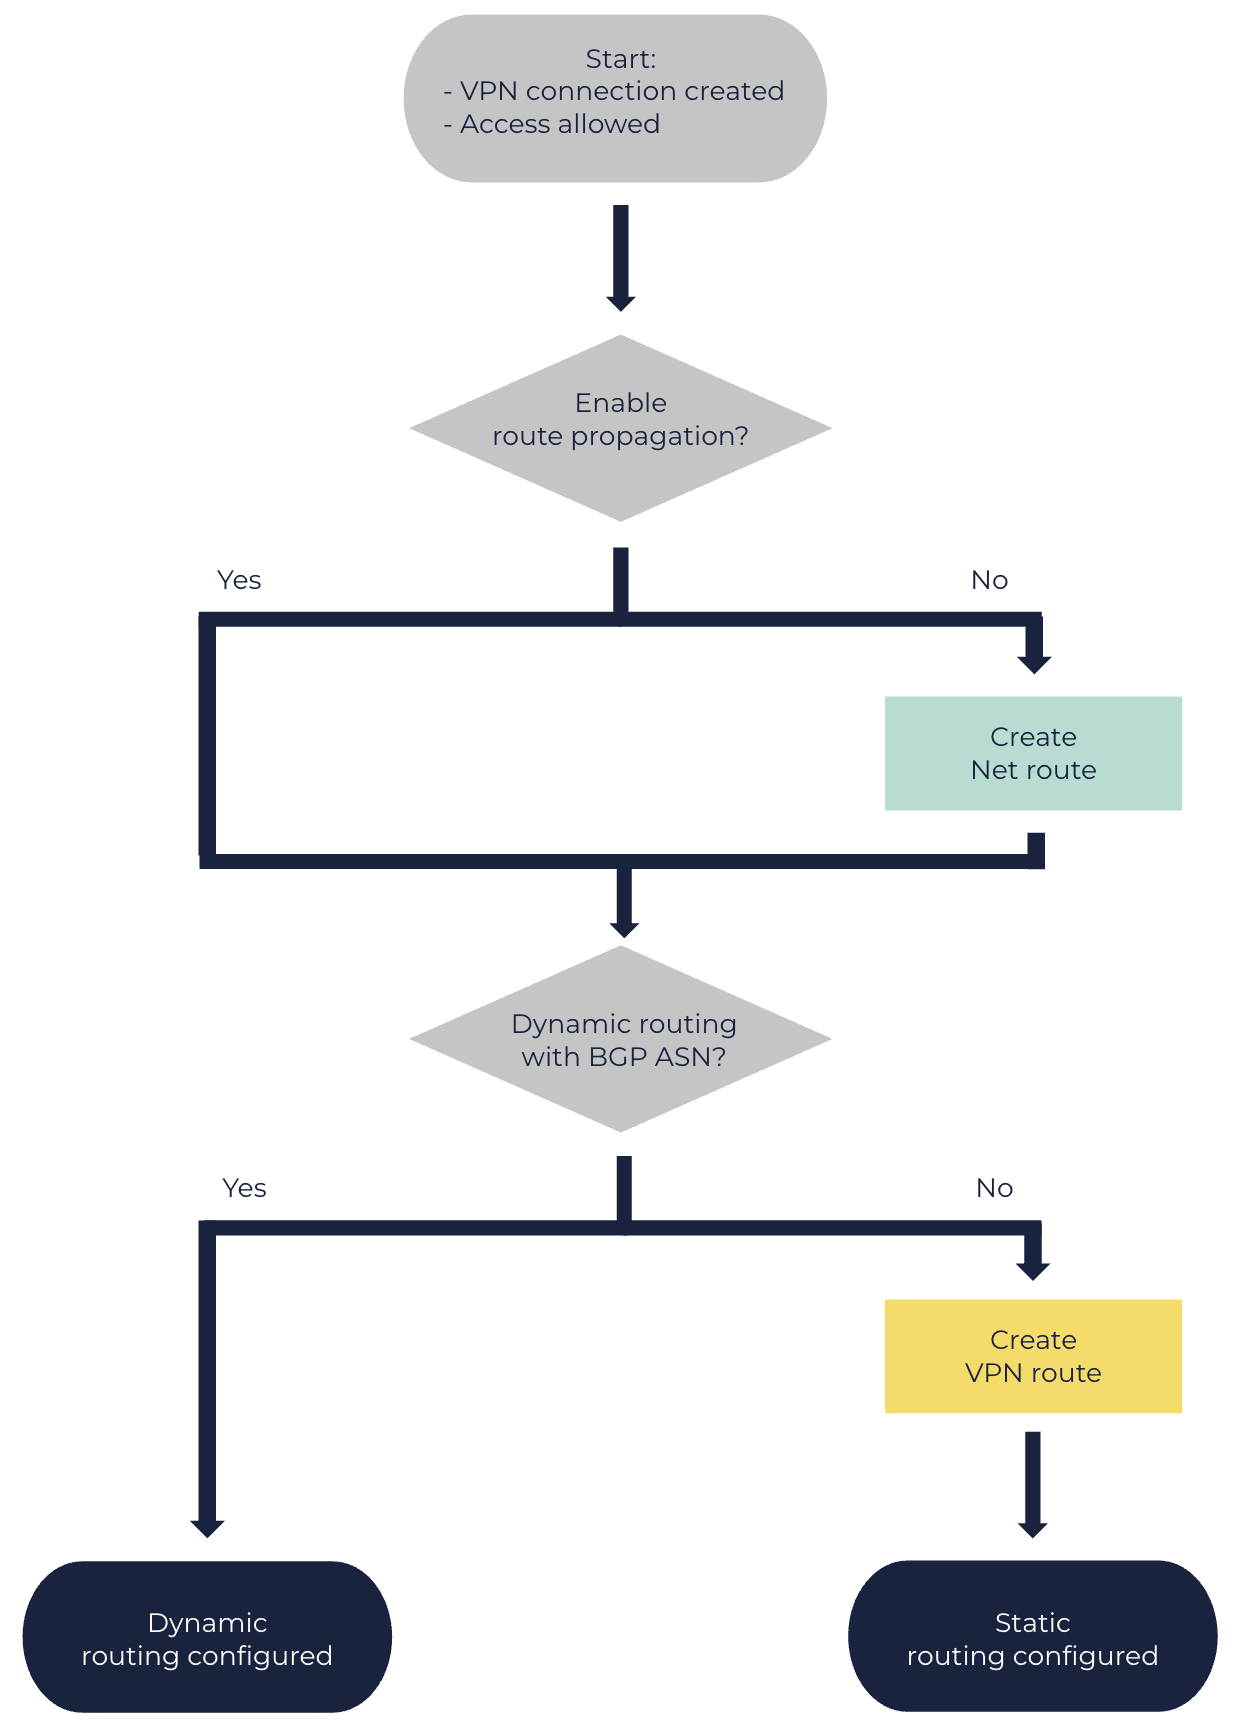 Start:
- VPN connection created
- Access allowed
Enable
route propagation?
Yes
No
Create
Net route
Dynamic routing
with BGP ASN?
Yes
No
Create
VPN route
Dynamic
routing configured
Static
routing configured